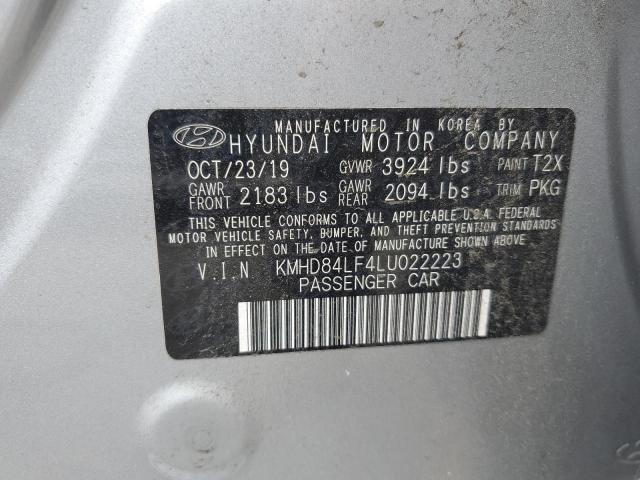 MANUFACTURED IN KOREA BY
HYUNDAI MOTOR COMPANY
OCT/23/19 GVWR 3924 lbs PAINT T2X
GAWR FRONT 2183 lbs GAWR REAR 2094 lbs TRIM PKG
THIS VEHICLE CONFORMS TO ALL APPLICABLE U.S.A. FEDERAL
MOTOR VEHICLE SAFETY, BUMPER, AND THEFT PREVENTION STANDARDS
IN EFFECT ON THE DATE OF MANUFACTURE SHOWN ABOVE
V.I.N KMHD84LF4LU022223
PASSENGER CAR